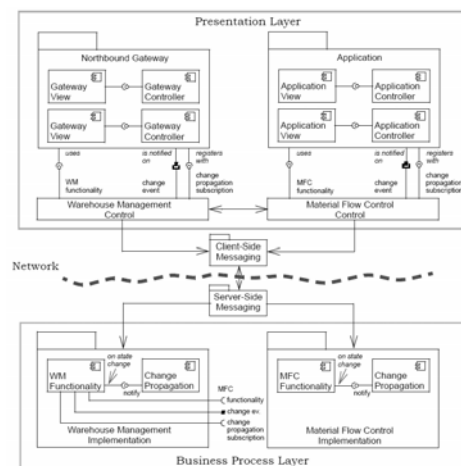 Presentation Layer
Northbound Gateway
Application
Gateway View
Gateway Controller
Application View
Application Controller
Gateway View
Gateway Controller
Application View
Application Controller
uses
is notified on
registers with
uses
is notified on
registers with
WM functionality
change event
change propagation subscription
MFC functionality
change event
change propagation subscription
Warehouse Management Control
Material Flow Control Control
Client-Side Messaging
Network
Server-Side Messaging
on state change
on state change
WM Functionality
Change Propagation
MFC
MFC Functionality
Change Propagation
notify
functionality
notify
change ev.
change propagation subscription
Warehouse Management Implementation
Material Flow Control Implementation
Business Process Layer